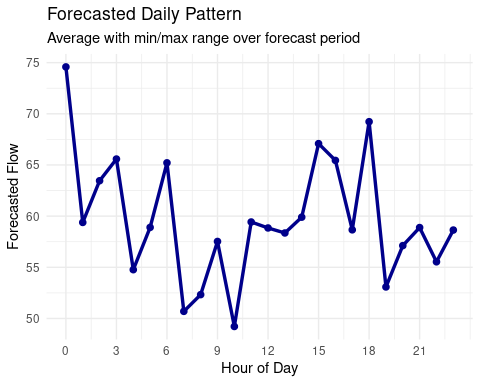 Forecasted Daily Pattern
Average with min/max range over forecast period
75
70
65
60
55
50
Forecasted Flow
0 3 6 9 12 15 18 21
Hour of Day